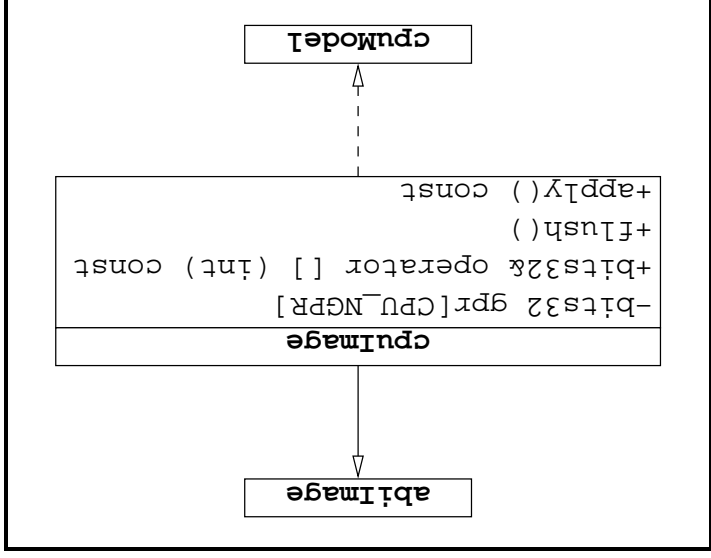 abiImage
cpuImage
-bits32 gpr[CPU_NGPR]
+bits32& operator [] (int) const
+flush()
+apply() const
cpuModel